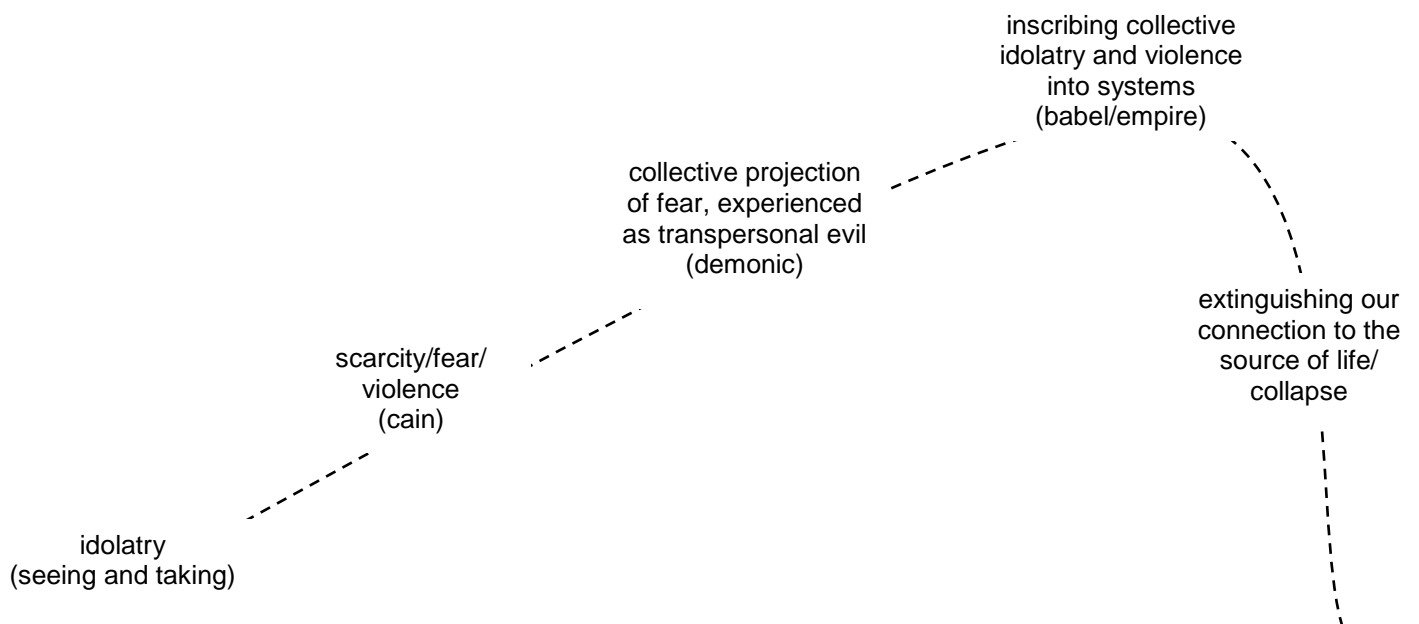 inscribing collective
idolatry and violence
into systems
(babel/empire)
collective projection
of fear, experienced
as transpersonal evil
(demonic)
extinguishing our
connection to the
source of life/
collapse
scarcity/fear/
violence
(cain)
idolatry
(seeing and taking)